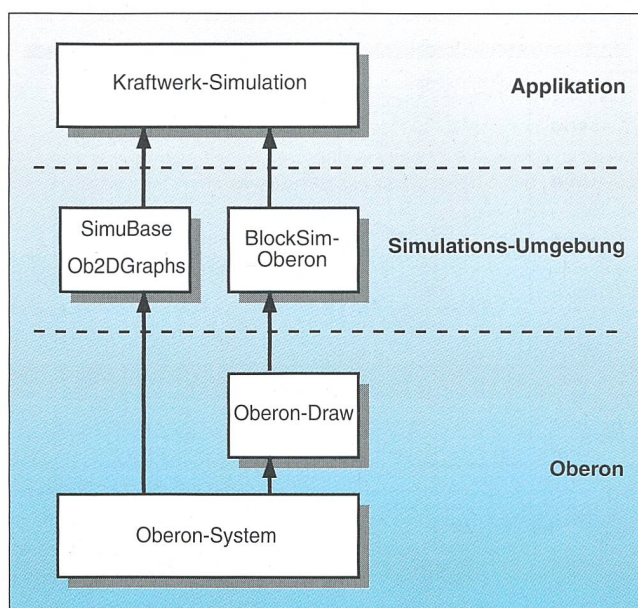 Kraftwerk-Simulation
Applikation
SimuBase
Ob2DGraphs
BlockSim-
Oberon
Simulations-Umgebung
Oberon-Draw
Oberon
Oberon-System